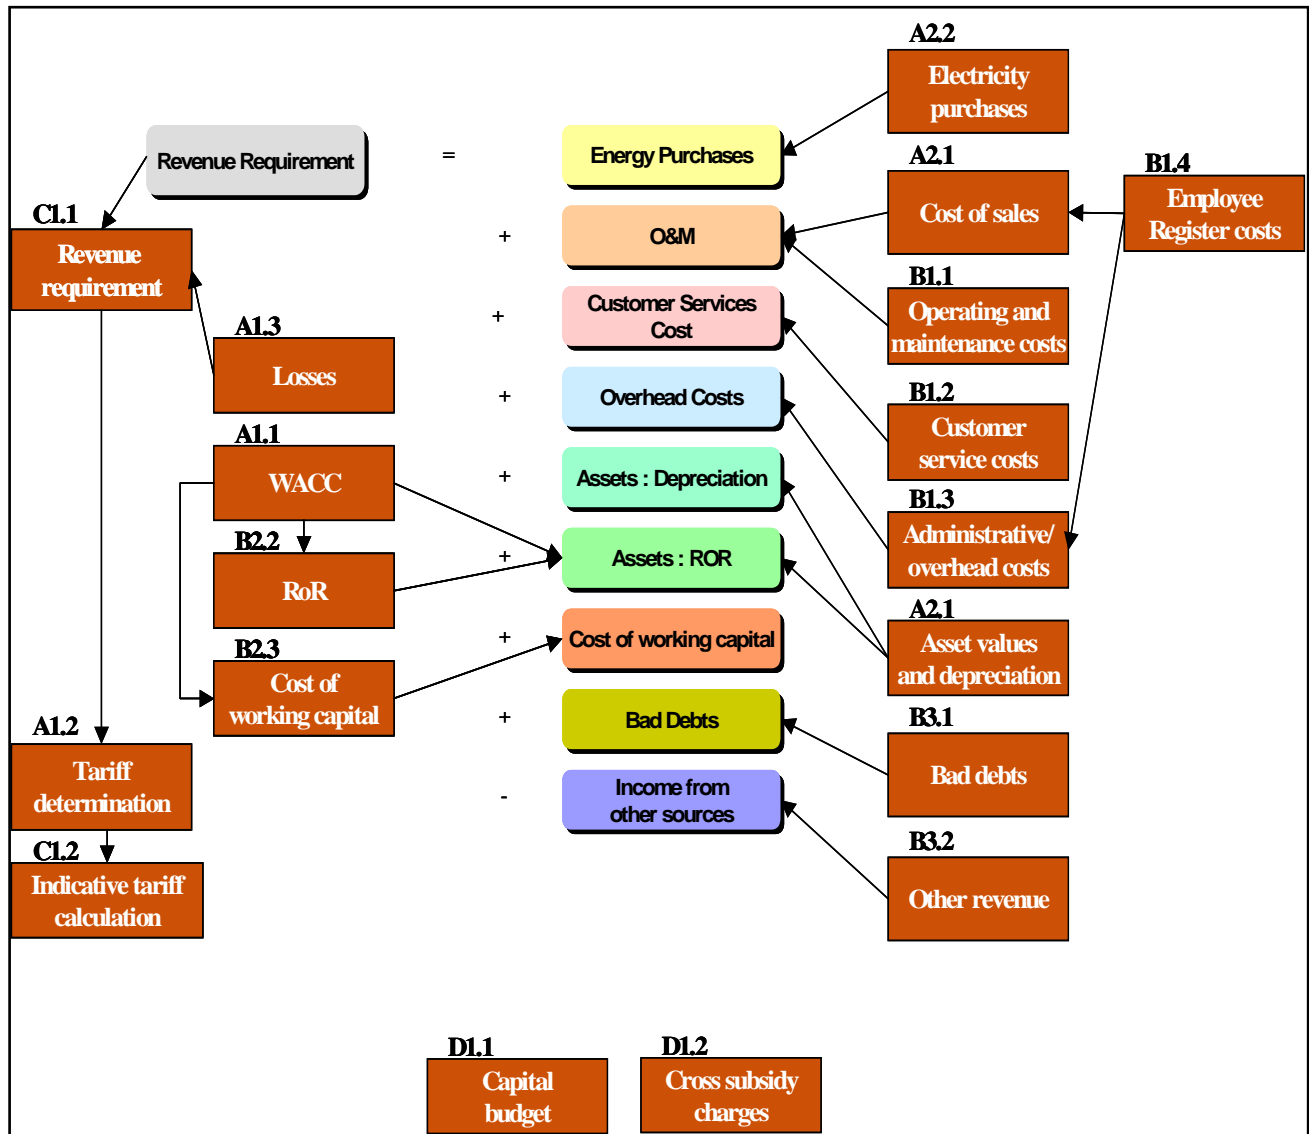 A2.2
Electricity
purchases
Revenue Requirement
=
Energy Purchases
A2.1
Cost of sales
B1.4
Employee
Register costs
C1.1
Revenue
requirement
+
O&M
B1.1
Operating and
maintenance costs
+
Customer Services
Cost
A1.3
Losses
+
Overhead Costs
B1.2
Customer
service costs
A1.1
WACC
+
Assets : Depreciation
B1.3
Administrative/
overhead costs
B2.2
RoR
+
Assets : ROR
A2.1
Asset values
and depreciation
B2.3
Cost of
working capital
+
Cost of working capital
+
Bad Debts
B3.1
Bad debts
A1.2
Tariff
determination
-
Income from
other sources
B3.2
Other revenue
C1.2
Indicative tariff
calculation
D1.1
Capital
budget
D1.2
Cross subsidy
charges